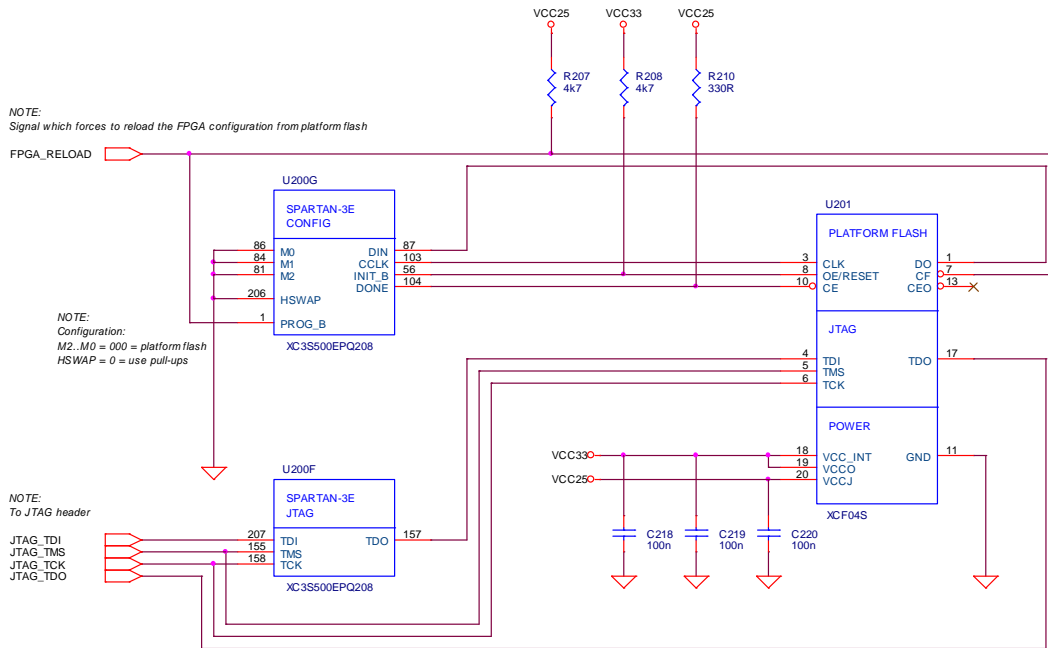 VCC25
VCC33
VCC25
R207
4k7
R208
4k7
R210
330R
NOTE:
Signal which forces to reload the FPGA configuration from platform flash
FPGA_RELOAD
U200G
SPARTAN-3E
CONFIG
86
M0
84
M1
81
M2
206
HSWAP
1
PROG_B
DIN
87
CCLK
103
INIT_B
56
DONE
104
XC3S500EPQ208
NOTE:
Configuration:
M2..M0 = 000 = platform flash
HSWAP = 0 = use pull-ups
U201
PLATFORM FLASH
3
CLK
8
OE/RESET
10
CE
DO
1
CF
7
CEO
13
JTAG
4
TDI
5
TMS
6
TCK
TDO
17
POWER
18
VCC_INT
19
VCCO
20
VCCJ
GND
11
XCF04S
VCC33
VCC25
C218
100n
C219
100n
C220
100n
NOTE:
To JTAG header
JTAG_TDI
JTAG_TMS
JTAG_TCK
JTAG_TDO
U200F
SPARTAN-3E
JTAG
207
TDI
155
TMS
158
TCK
TDO
157
XC3S500EPQ208